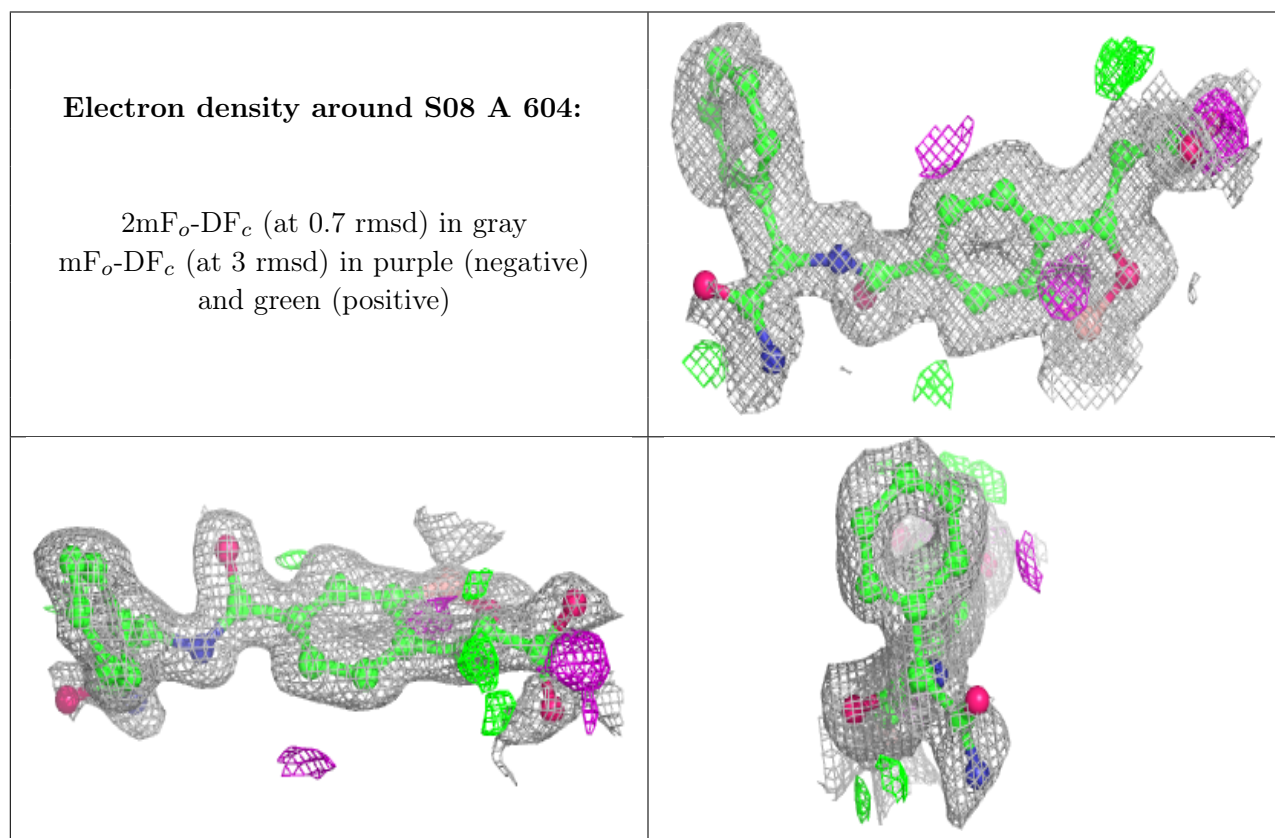 Electron density around S08 A 604:
2mFₒ-DF𝒸 (at 0.7 rmsd) in gray
mFₒ-DF𝒸 (at 3 rmsd) in purple (negative)
and green (positive)